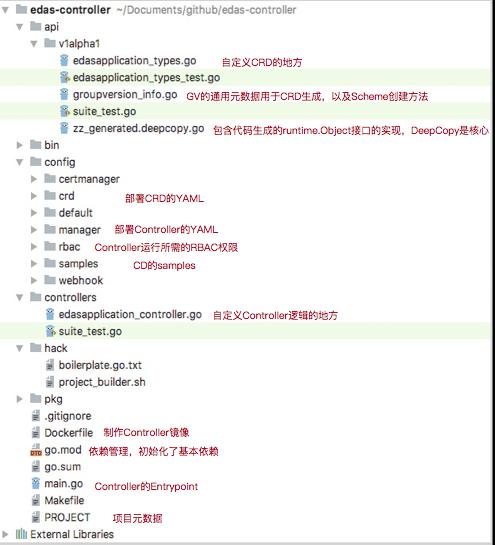 edas-controller ~/Documents/github/edas-controller
api
v1alpha1
edasapplication_types.go 自定义CRD的地方
edasapplication_types_test.go
groupversion_info.go GV的通用元数据用于CRD生成，以及Scheme创建方法
suite_test.go
zz_generated.deepcopy.go 包含代码生成的runtime.Object接口的实现，DeepCopy是核心
bin
config
certmanager
crd 部署CRD的YAML
default
manager 部署Controller的YAML
rbac Controller运行所需的RBAC权限
samples CD的samples
webhook
controllers
edasapplication_controller.go 自定义Controller逻辑的地方
suite_test.go
hack
boilerplate.go.txt
project_builder.sh
pkg
.gitignore
Dockerfile 制作Controller镜像
go.mod 依赖管理，初始化了基本依赖
go.sum
main.go Controller的Entrypoint
Makefile
PROJECT 项目元数据
External Libraries